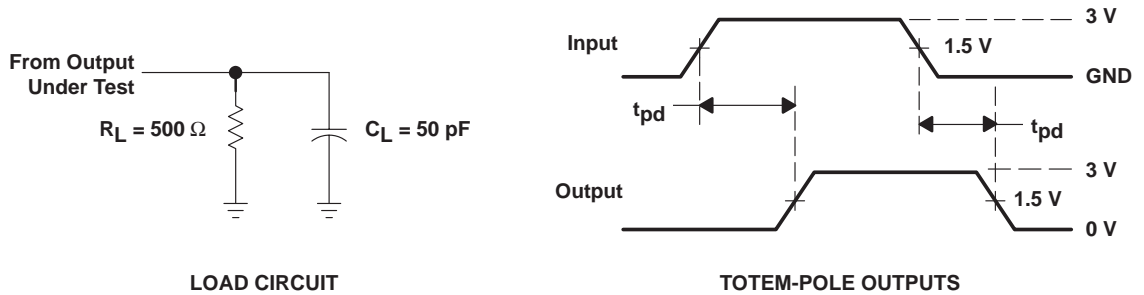 From Output
Under Test
RL = 500 Ω
CL = 50 pF
LOAD CIRCUIT
Input
3 V
1.5 V
GND
tpd
tpd
Output
3 V
1.5 V
0 V
TOTEM-POLE OUTPUTS